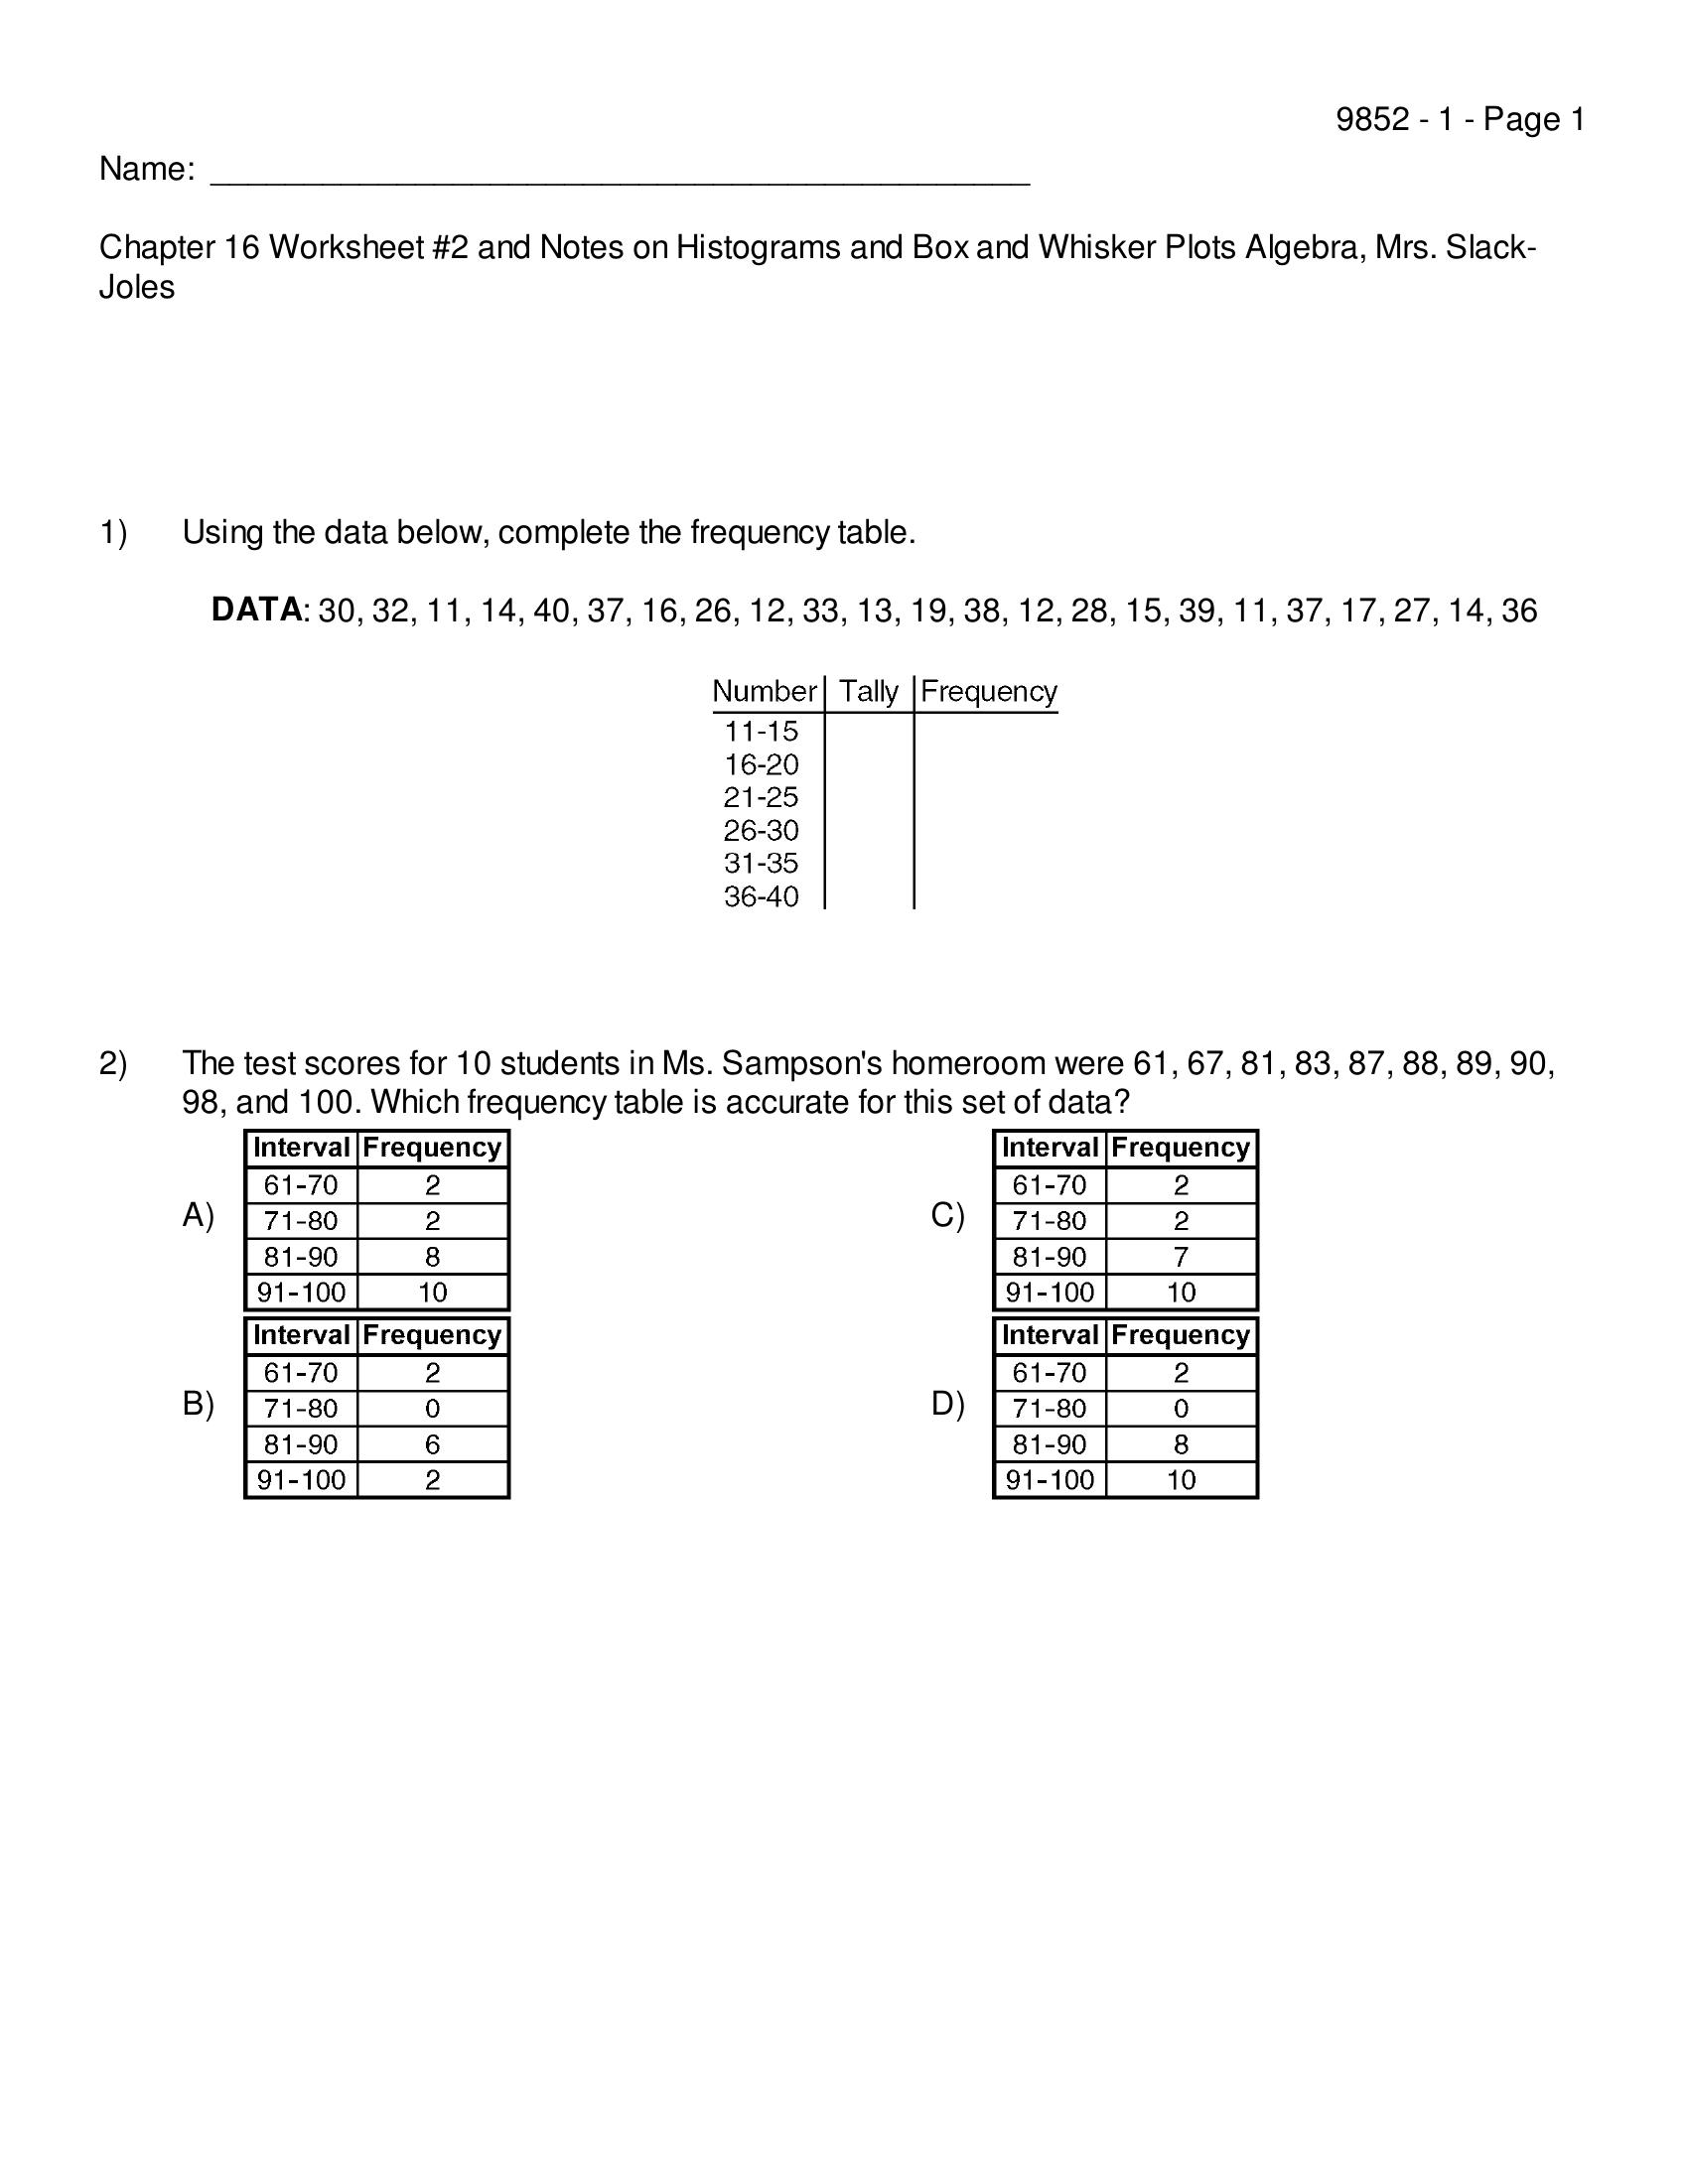 9852 - 1 - Page 1
Name: ____________________________________________
Chapter 16 Worksheet #2 and Notes on Histograms and Box and Whisker Plots Algebra, Mrs. Slack-
Joles
1) Using the data below, complete the frequency table.
DATA: 30, 32, 11, 14, 40, 37, 16, 26, 12, 33, 13, 19, 38, 12, 28, 15, 39, 11, 37, 17, 27, 14, 36
Number Tally Frequency
11-15
16-20
21-25
26-30
31-35
36-40
2) The test scores for 10 students in Ms. Sampson's homeroom were 61, 67, 81, 83, 87, 88, 89, 90,
98, and 100. Which frequency table is accurate for this set of data?
A)
Interval Frequency
61-70 2
71-80 2
81-90 8
91-100 10
C)
Interval Frequency
61-70 2
71-80 2
81-90 7
91-100 10
B)
Interval Frequency
61-70 2
71-80 0
81-90 6
91-100 2
D)
Interval Frequency
61-70 2
71-80 0
81-90 8
91-100 10